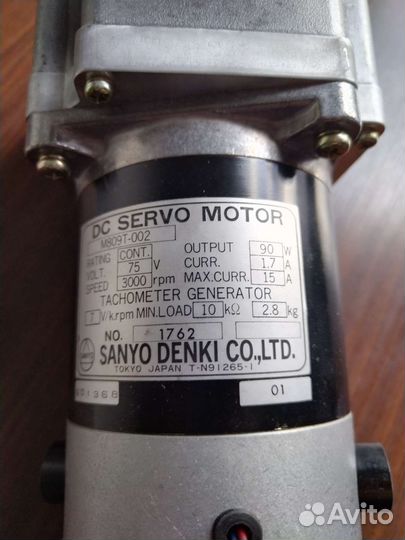 DC SERVO MOTOR
M809T-002
RATING CONT. OUTPUT 90 W
VOLT. 75 V CURR. 1.7 A
SPEED 3000 rpm MAX.CURR. 15 A
TACHOMETER GENERATOR
7 V/k.rpm MIN.LOAD 10 kΩ 2.8 kg
NO. 1762
SANYO DENKI CO.,LTD.
TOKYO JAPAN T-N91265-1
1368 01
Avito